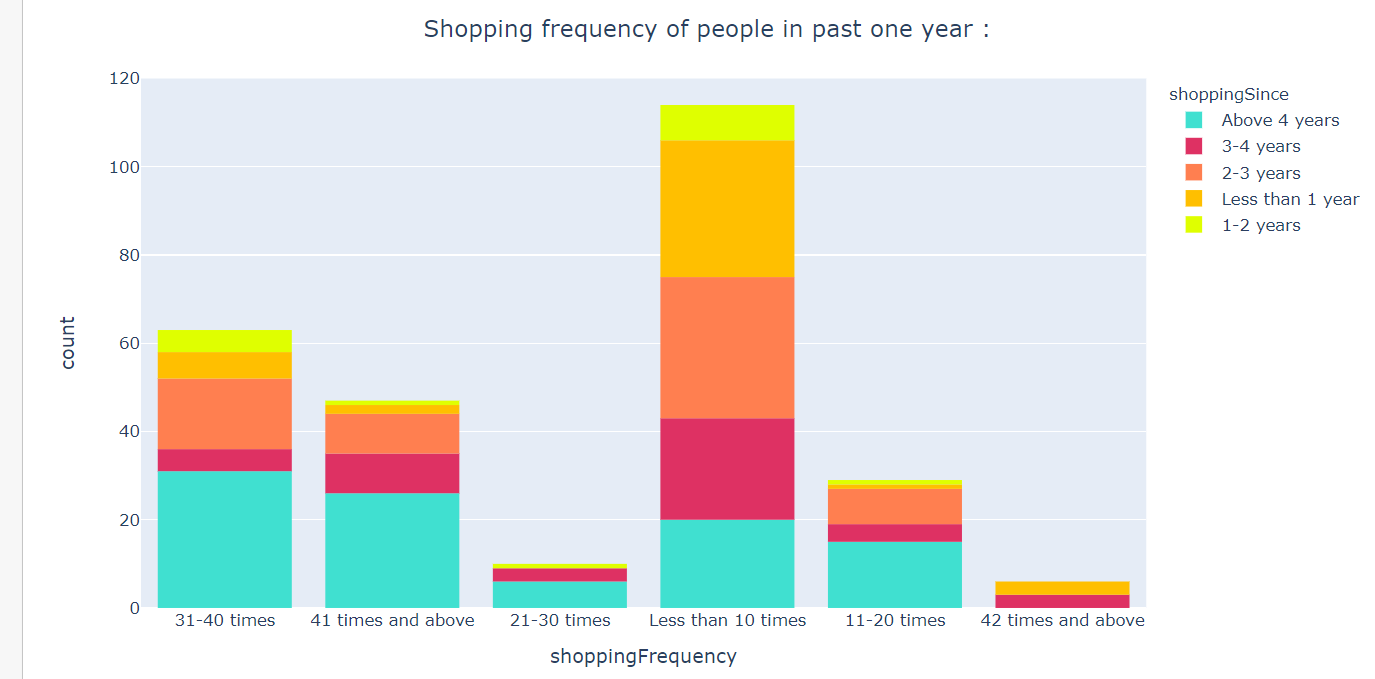 Shopping frequency of people in past one year :
120
100
80
60
40
20
0
count
31-40 times
41 times and above
21-30 times
Less than 10 times
11-20 times
42 times and above
shoppingFrequency
shoppingSince
Above 4 years
3-4 years
2-3 years
Less than 1 year
1-2 years